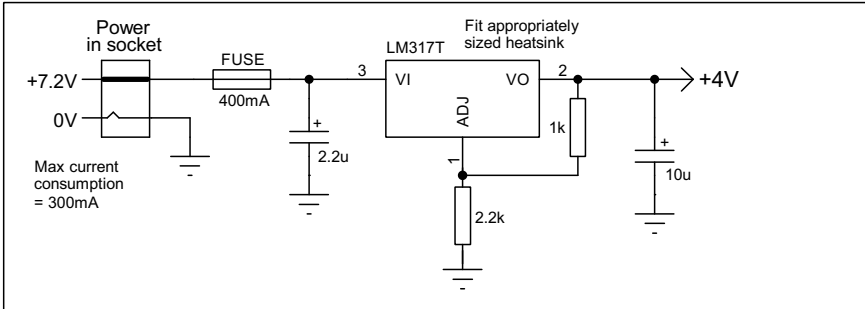 Power
in socket
+7.2V
0V
Max current
consumption
= 300mA
FUSE
400mA
+
2.2u
3
LM317T
VI
VO
ADJ
1
2
Fit appropriately
sized heatsink
1k
2.2k
+
10u
+4V